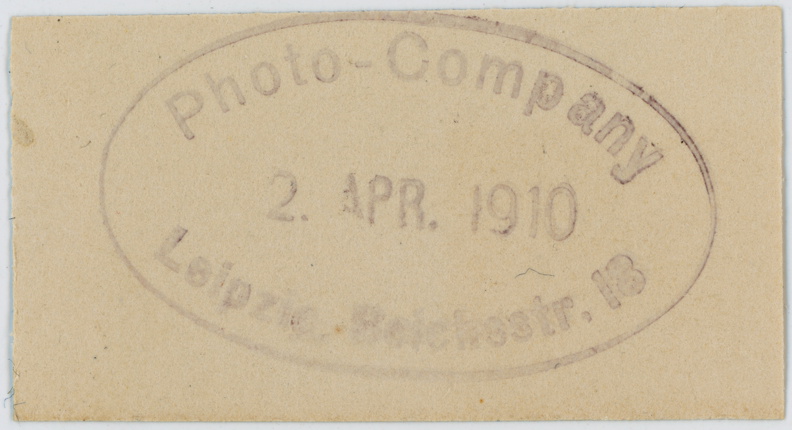 Photo-Company
2. APR. 1910
Leipzig, Reichsstr. 18